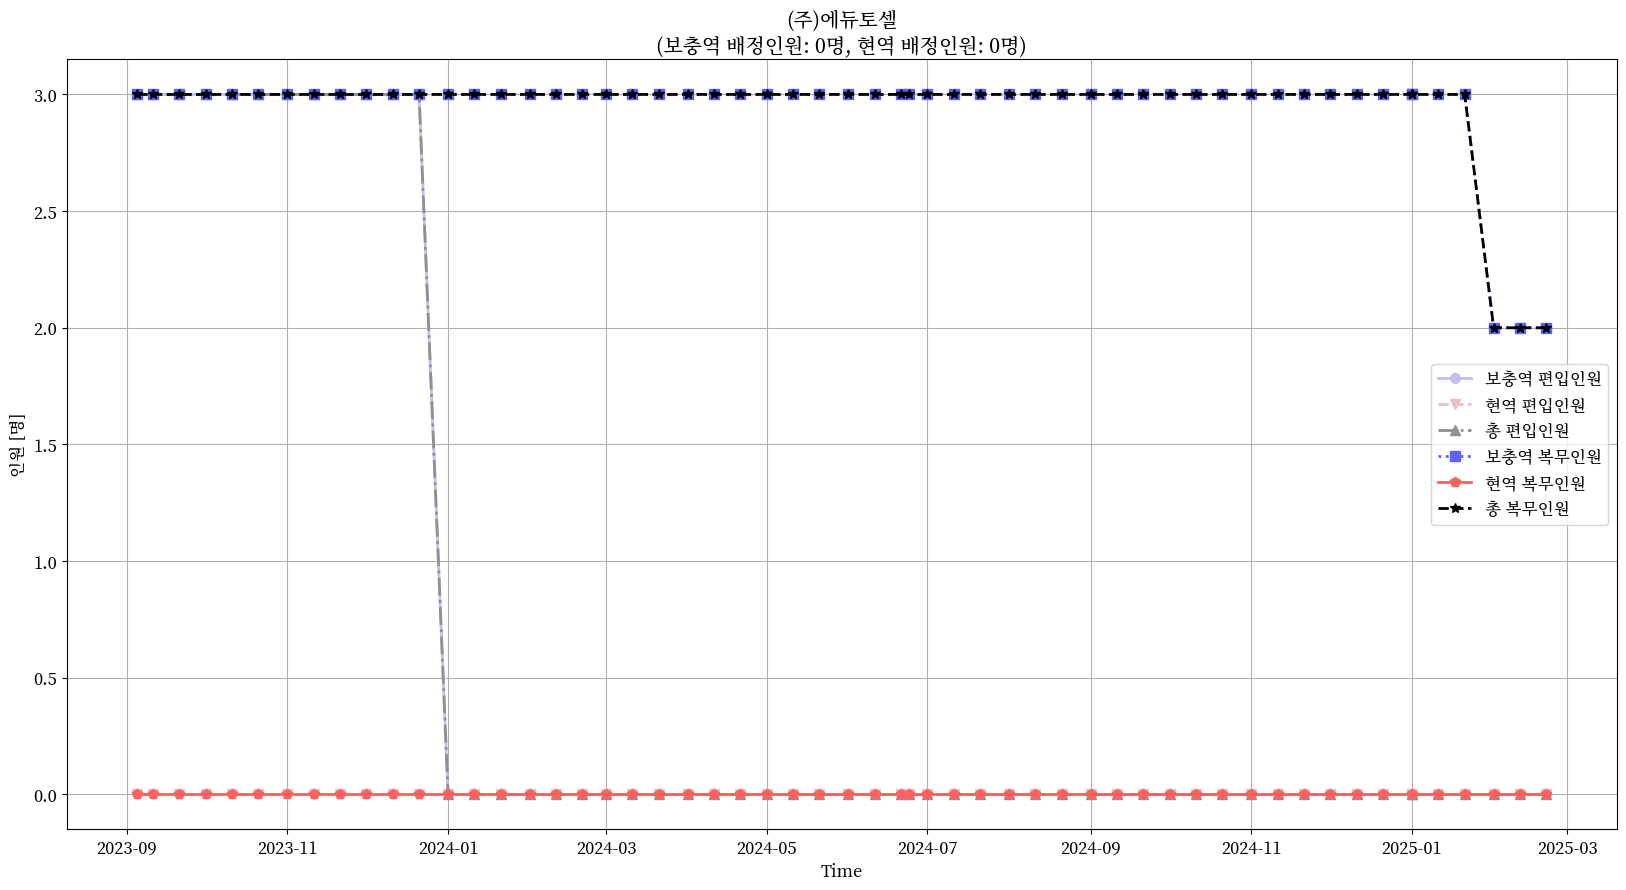 (주)에듀토셀
(보충역 배정인원: 0명, 현역 배정인원: 0명)
인원 [명]
3.0
2.5
2.0
1.5
1.0
0.5
0.0
보충역 편입인원
현역 편입인원
총 편입인원
보충역 복무인원
현역 복무인원
총 복무인원
2023-09 2023-11 2024-01 2024-03 2024-05 2024-07 2024-09 2024-11 2025-01 2025-03
Time